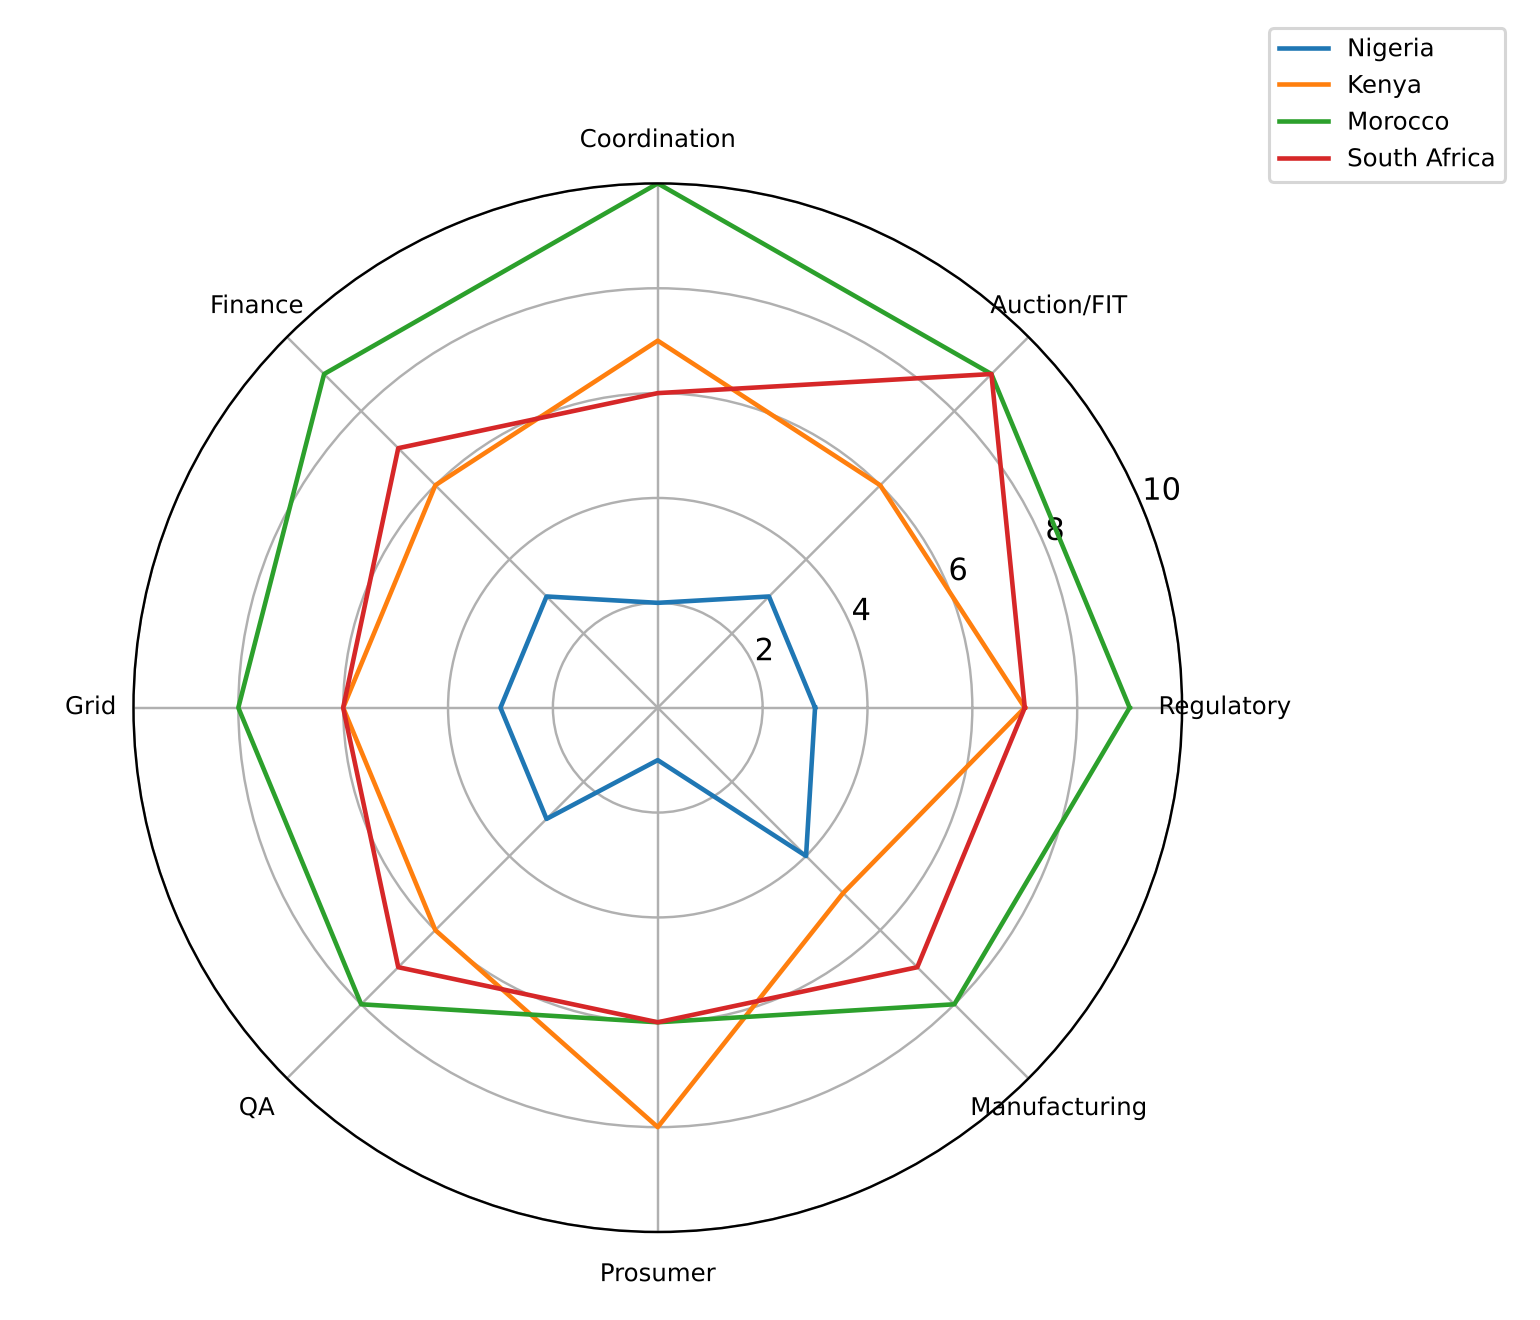 Nigeria
Kenya
Morocco
South Africa
Coordination
Finance
Auction/FIT
10
8
6
4
2
Grid
Regulatory
QA
Manufacturing
Prosumer